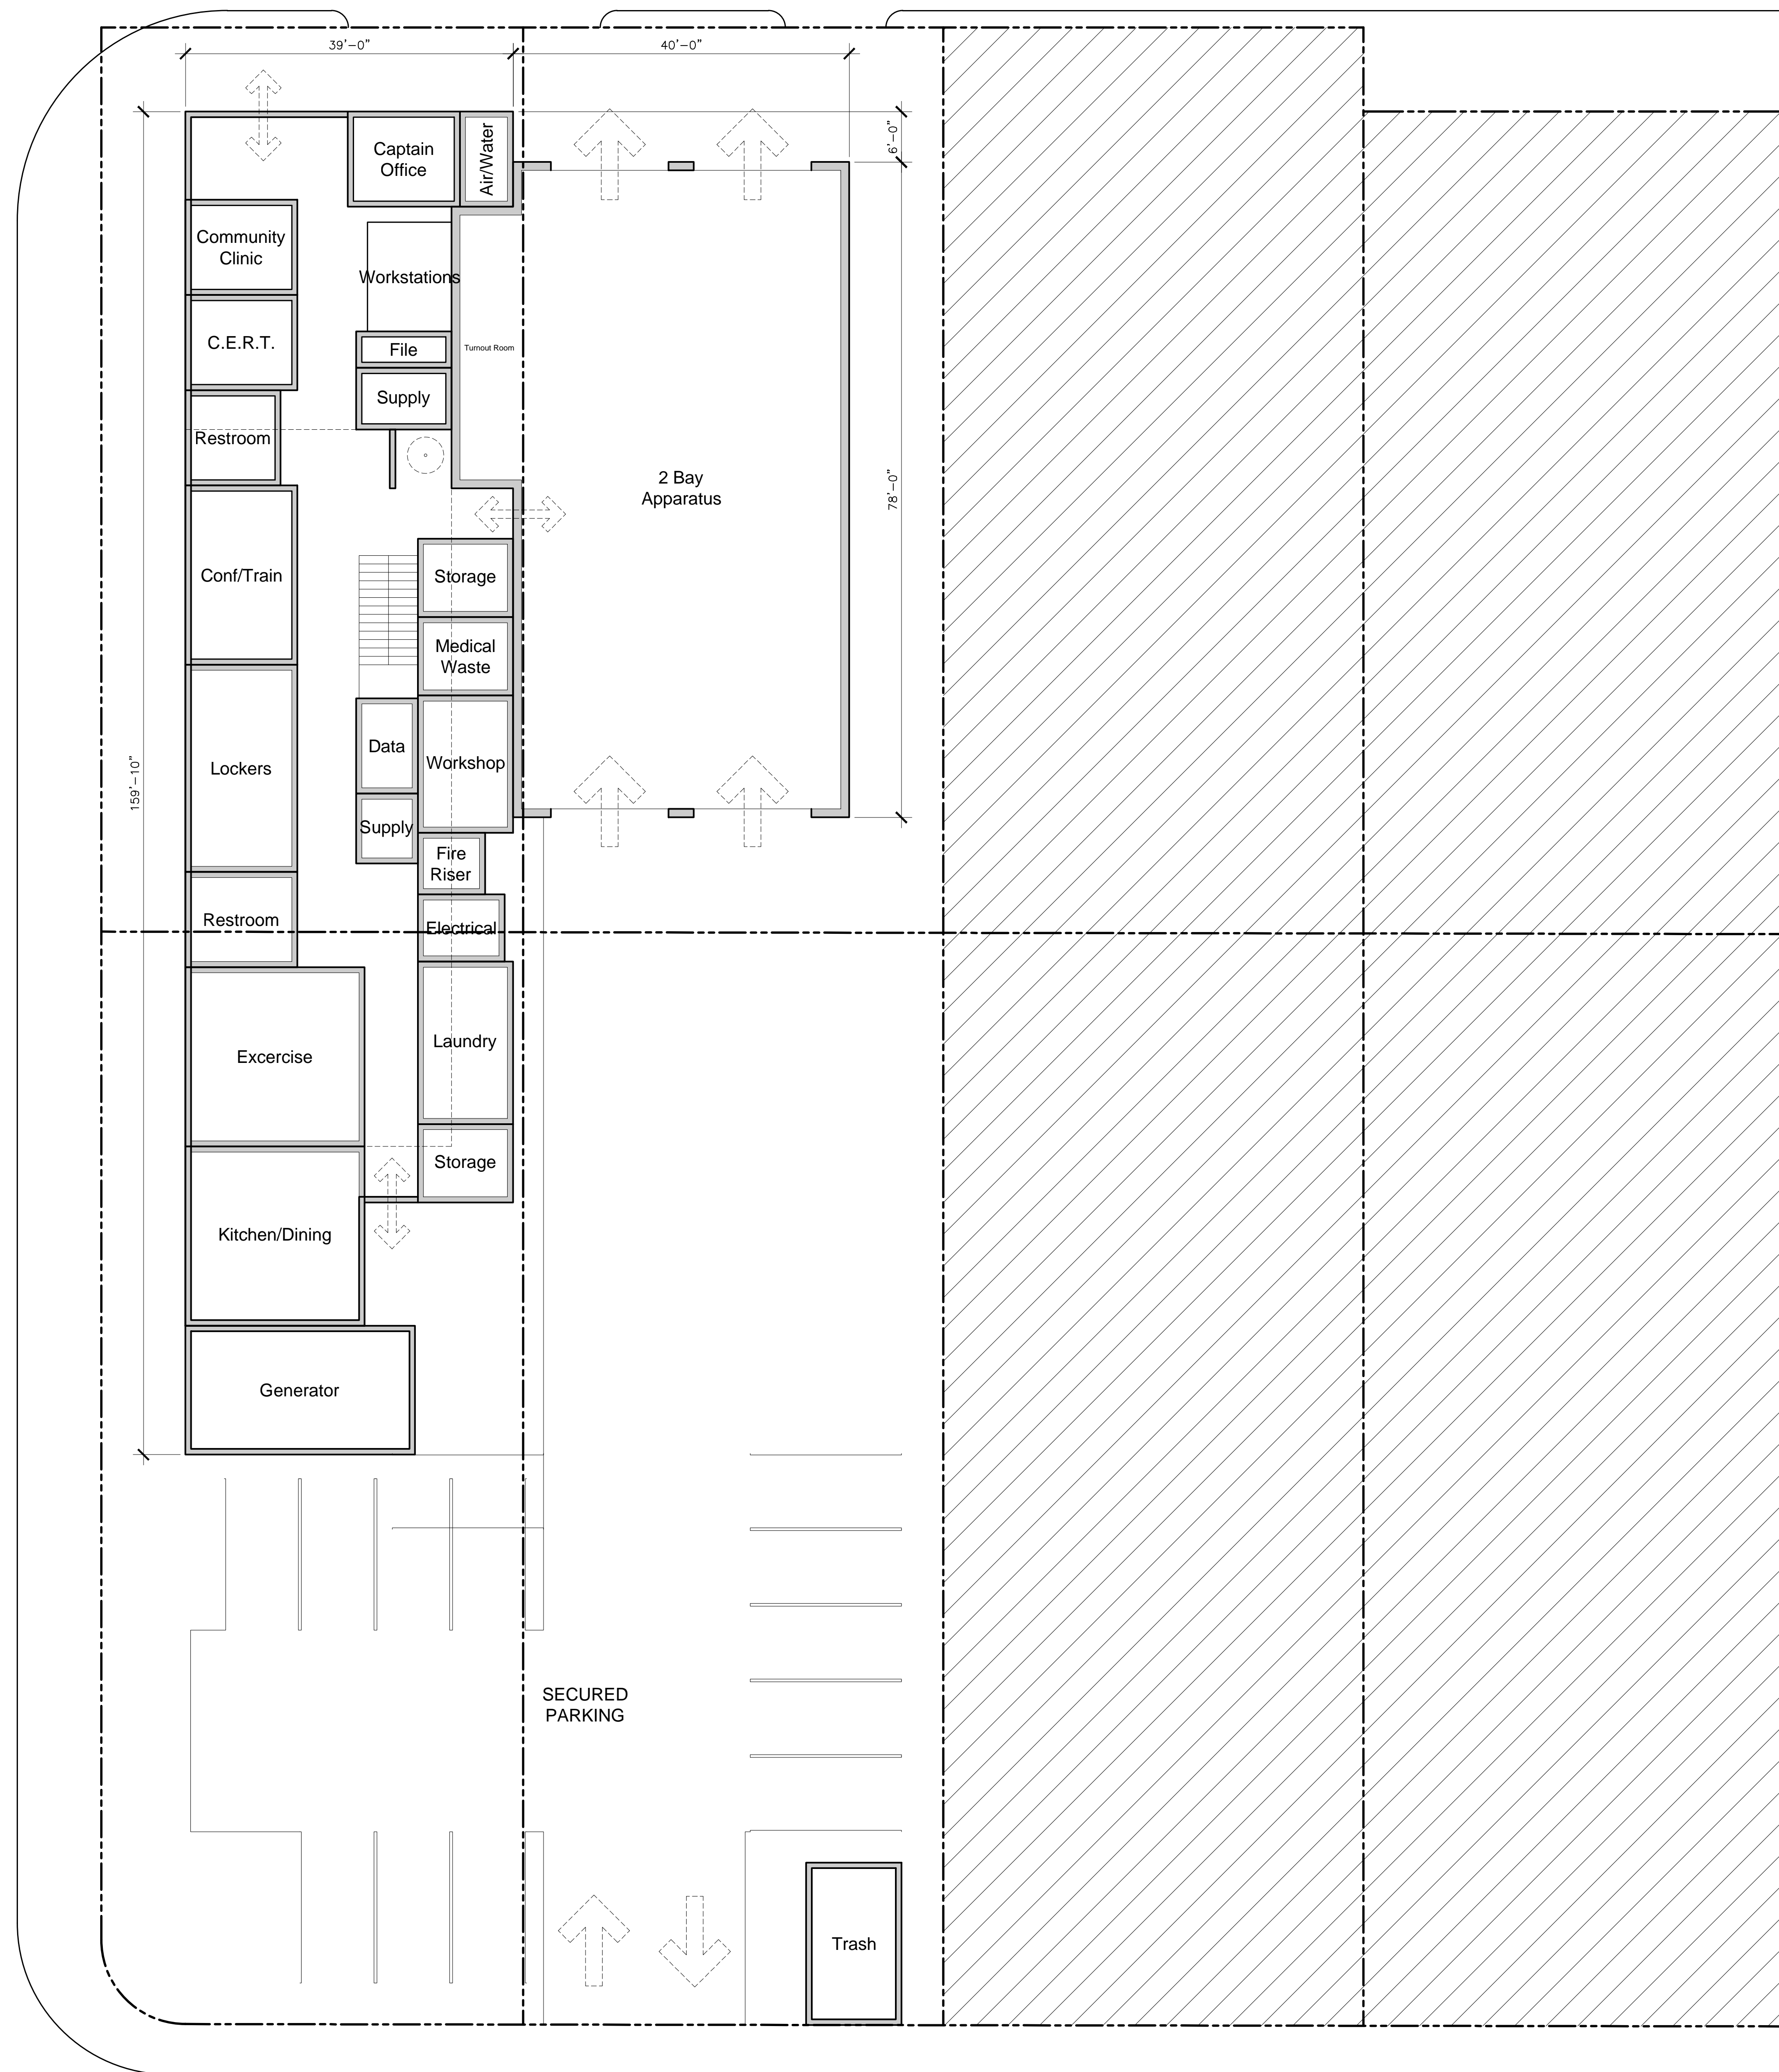 39'-0"
40'-0"
Captain
Office
Air/Water
6'-0"
Community
Clinic
Workstations
C.E.R.T.
File
Turnout Room
Supply
Restroom
2 Bay
Apparatus
78'-0"
Conf/Train
Storage
Medical
Waste
Data
Workshop
Lockers
159'-10"
Supply
Fire
Riser
Restroom
Electrical
Laundry
Excercise
Storage
Kitchen/Dining
Generator
SECURED
PARKING
Trash